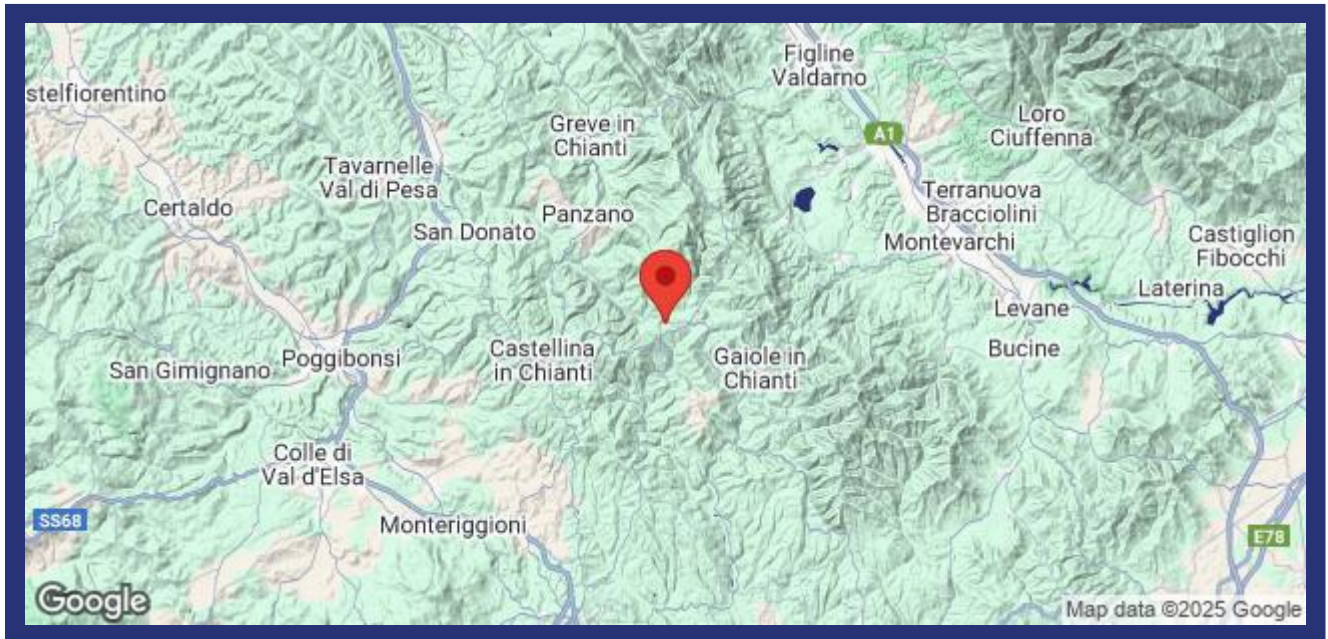 Figline
Valdarno
stelfiorentino
Loro
Ciuffenna
Greve in
Chianti
A1
Tavarnelle
Val di Pesa
Terranuova
Bracciolini
Certaldo
Panzano
San Donato
Montevarchi
Castiglion
Fibocchi
Laterina
Levane
Castellina
in Chianti
Gaiole in
Chianti
Bucine
Poggibonsi
San Gimignano
Colle di
Val d'Elsa
SS68
Monteriggioni
E78
Google
Map data ©2025 Google